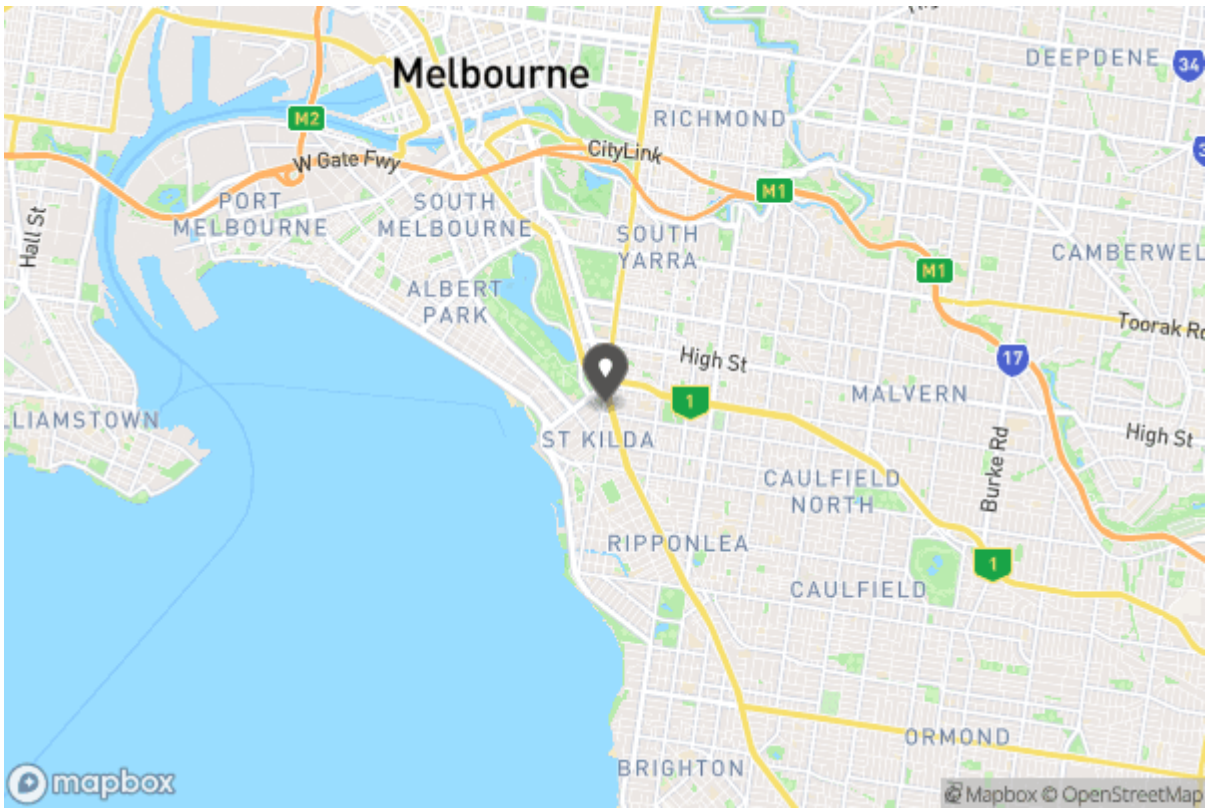 Melbourne
DEEPDENE
34
RICHMOND
M2
CityLink
W Gate Fwy
M1
PORT
MELBOURNE
SOUTH
MELBOURNE
SOUTH
YARRA
Hall St
CAMBERWEL
M1
ALBERT
PARK
Toorak Rd
High St
17
MALVERN
1
LLIAMSTOWN
ST KILDA
High St
Burke Rd
CAULFIELD
NORTH
RIPPONLEA
1
CAULFIELD
ORMOND
BRIGHTON
mapbox
© Mapbox © OpenStreetMap